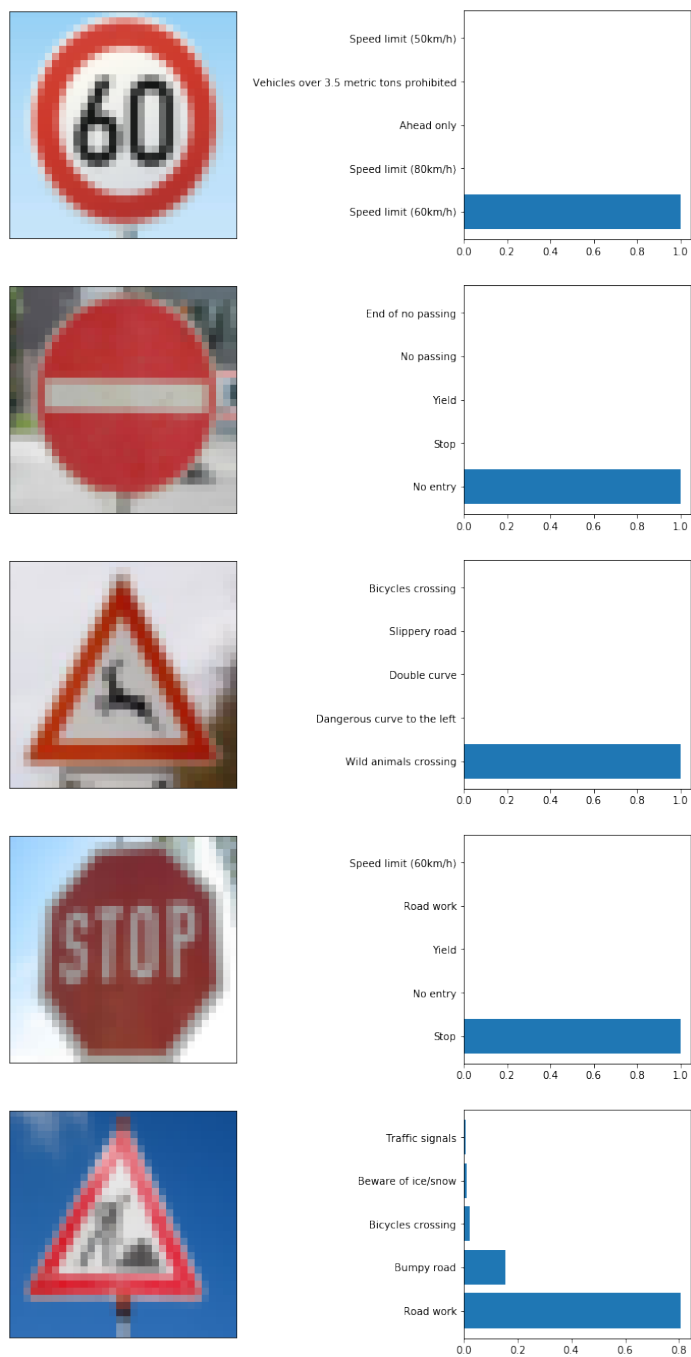 60
Speed limit (50km/h)
Vehicles over 3.5 metric tons prohibited
Ahead only
Speed limit (80km/h)
Speed limit (60km/h)
0.0 0.2 0.4 0.6 0.8 1.0
End of no passing
No passing
Yield
Stop
No entry
0.0 0.2 0.4 0.6 0.8 1.0
Bicycles crossing
Slippery road
Double curve
Dangerous curve to the left
Wild animals crossing
0.0 0.2 0.4 0.6 0.8 1.0
STOP
Speed limit (60km/h)
Road work
Yield
No entry
Stop
0.0 0.2 0.4 0.6 0.8 1.0
Traffic signals
Beware of ice/snow
Bicycles crossing
Bumpy road
Road work
0.0 0.2 0.4 0.6 0.8